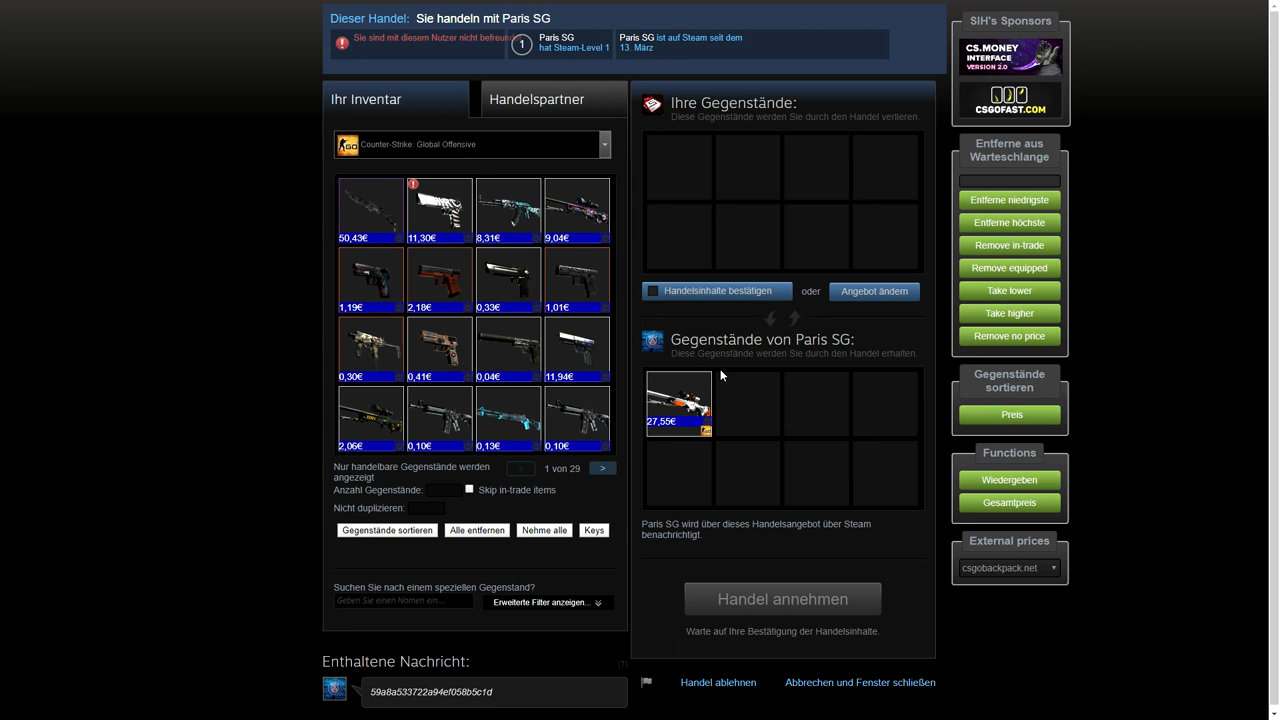 Dieser Handel: Sie handeln mit Paris SG
Sie sind mit diesem Nutzer nicht befreundet
1
Paris SG
hat Steam-Level 1
Paris SG ist auf Steam seit dem
13. März
Ihr Inventar
Handelspartner
GO
Counter-Strike: Global Offensive
50,43€
11,30€
8,31€
9,04€
1,19€
2,18€
0,33€
1,01€
0,30€
0,41€
0,04€
11,94€
2,06€
0,10€
0,13€
0,10€
Nur handelbare Gegenstände werden
angezeigt
< 1 von 29 >
Anzahl Gegenstände:
Skip in-trade items
Nicht duplizieren:
Gegenstände sortieren
Alle entfernen
Nehme alle
Keys
Suchen Sie nach einem speziellen Gegenstand?
Geben Sie einen Namen ein...
Erweiterte Filter anzeigen...
Enthaltene Nachricht:
(?)
59a8a533722a94ef058b5c1d
Ihre Gegenstände:
Diese Gegenstände werden Sie durch den Handel verlieren.
Handelsinhalte bestätigen
oder
Angebot ändern
Gegenstände von Paris SG:
Diese Gegenstände werden Sie durch den Handel erhalten.
27,55€
Paris SG wird über dieses Handelsangebot über Steam
benachrichtigt.
Handel annehmen
Warte auf Ihre Bestätigung der Handelsinhalte.
Handel ablehnen
Abbrechen und Fenster schließen
SIH's Sponsors
CS.MONEY
INTERFACE
VERSION 2.0
CSGOFAST.COM
Entferne aus
Warteschlange
Entferne niedrigste
Entferne höchste
Remove in-trade
Remove equipped
Take lower
Take higher
Remove no price
Gegenstände
sortieren
Preis
Functions
Wiedergeben
Gesamtpreis
External prices
csgobackpack.net